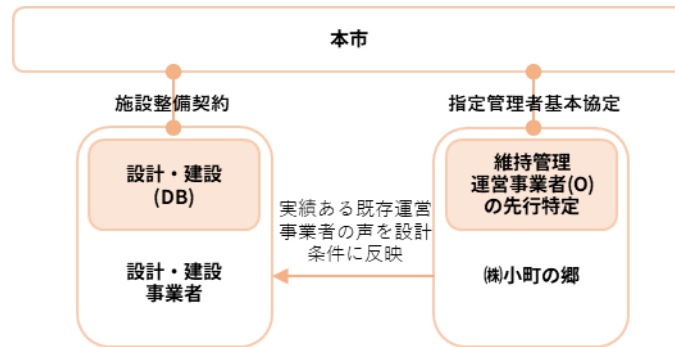 本市
施設整備契約
指定管理者基本協定
設計・建設
(DB)
設計・建設
事業者
実績ある既存運営
事業者の声を設計
条件に反映
維持管理
運営事業者(O)
の先行特定
㈱小町の郷